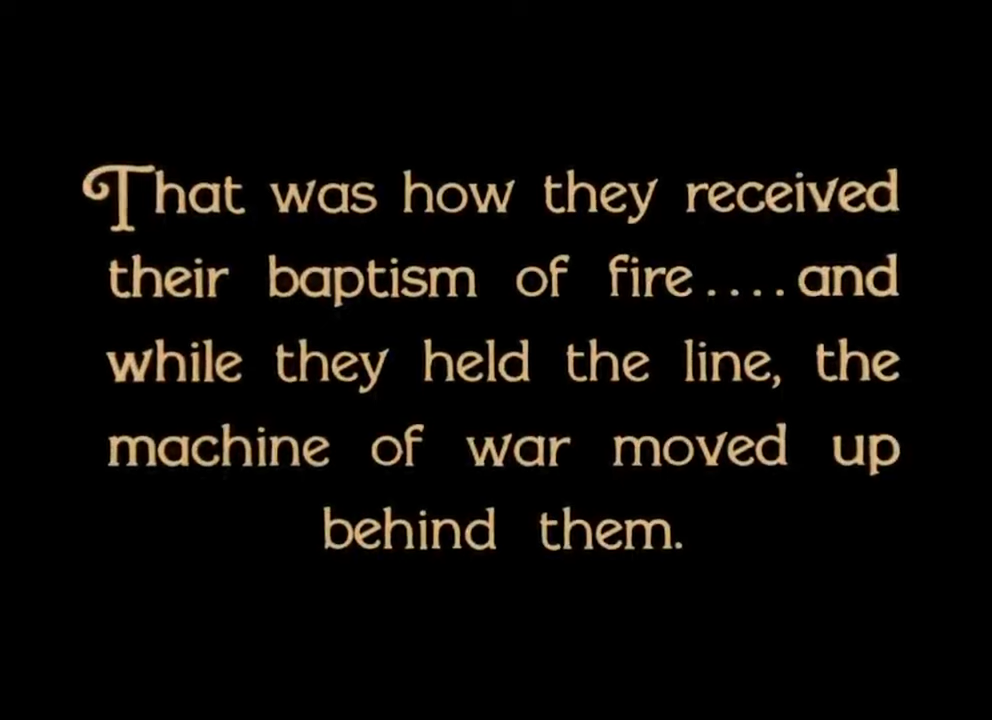 That was how they received
their baptism of fire....and
while they held the line, the
machine of war moved up
behind them.